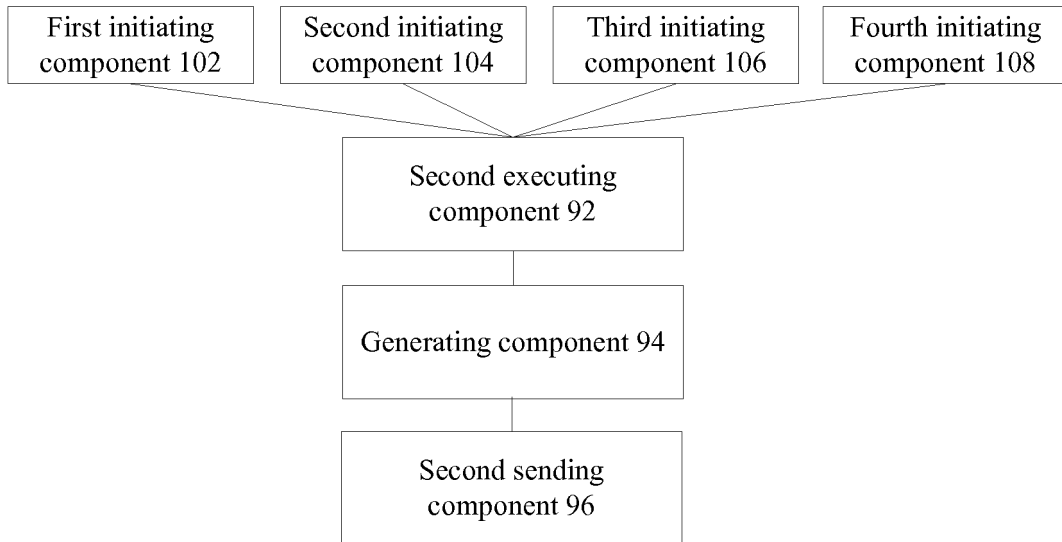 First initiating
component 102
Second initiating
component 104
Third initiating
component 106
Fourth initiating
component 108
Second executing
component 92
Generating component 94
Second sending
component 96